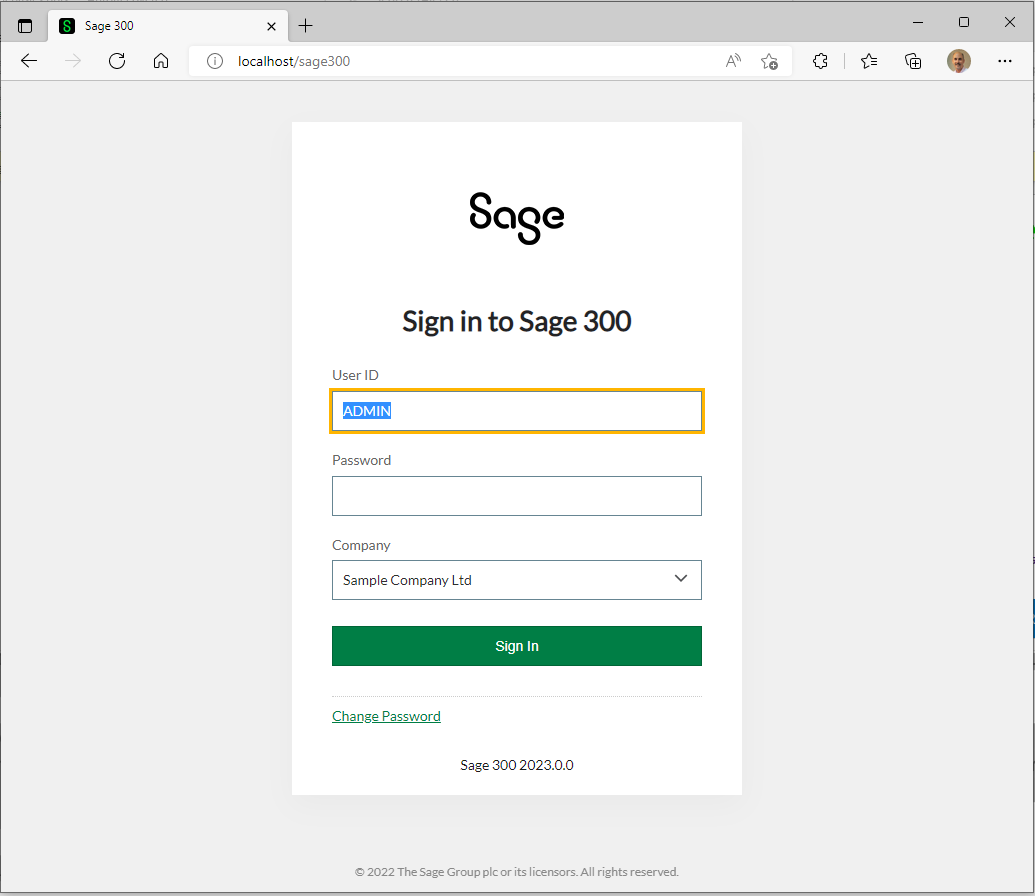 Sage 300
localhost/sage300
Sage
Sign in to Sage 300
User ID
ADMIN
Password
Company
Sample Company Ltd
Sign In
Change Password
Sage 300 2023.0.0
© 2022 The Sage Group plc or its licensors. All rights reserved.